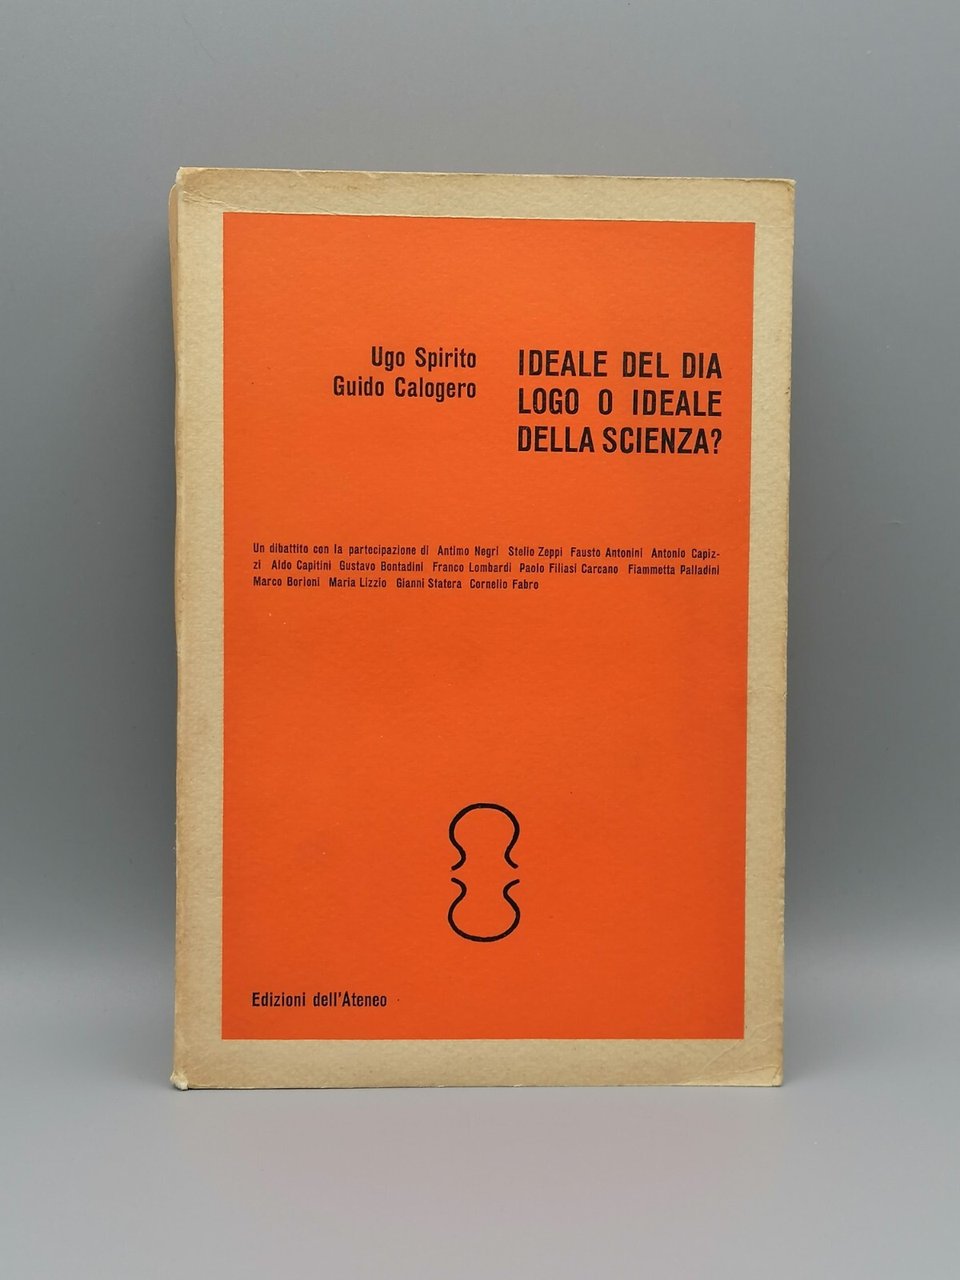 Ugo Spirito
Guido Calogero
IDEALE DEL DIA
LOGO O IDEALE
DELLA SCIENZA?
Un dibattito con la partecipazione di Antimo Negri Stelio Zeppi Fausto Antonini Antonio Capiz-
zi Aldo Capitini Gustavo Bontadini Franco Lombardi Paolo Filiasi Carcano Fiammetta Palladini
Marco Borioni Maria Lizzio Gianni Statera Cornelio Fabro
Edizioni dell'Ateneo